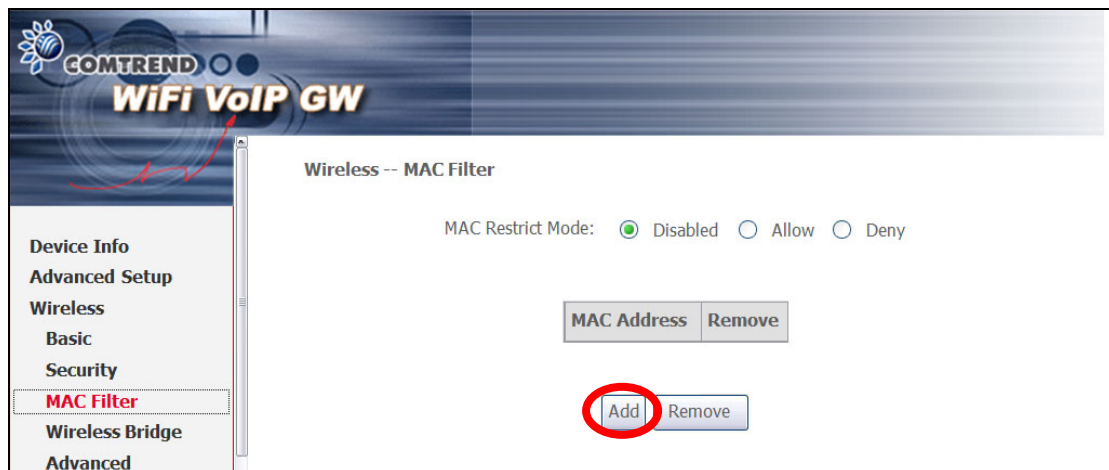 COMTREND
WiFi VoIP GW
Wireless -- MAC Filter
MAC Restrict Mode: Disabled Allow Deny
MAC Address Remove
Add Remove
Device Info
Advanced Setup
Wireless
Basic
Security
MAC Filter
Wireless Bridge
Advanced